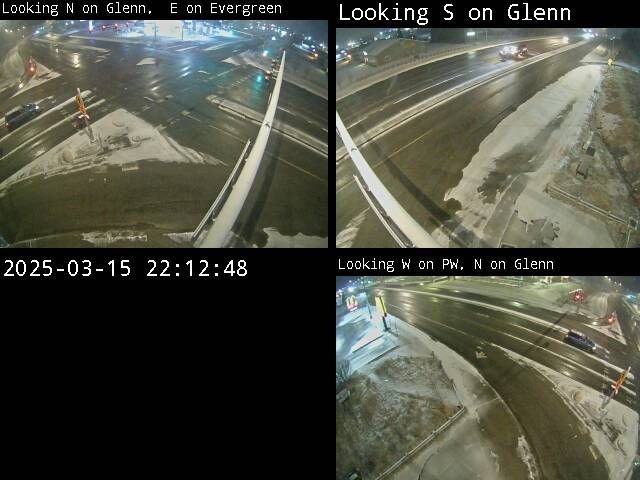 Looking N on Glenn,  E on Evergreen
Looking S on Glenn
2025-03-15 22:12:48
Looking W on PW, N on Glenn